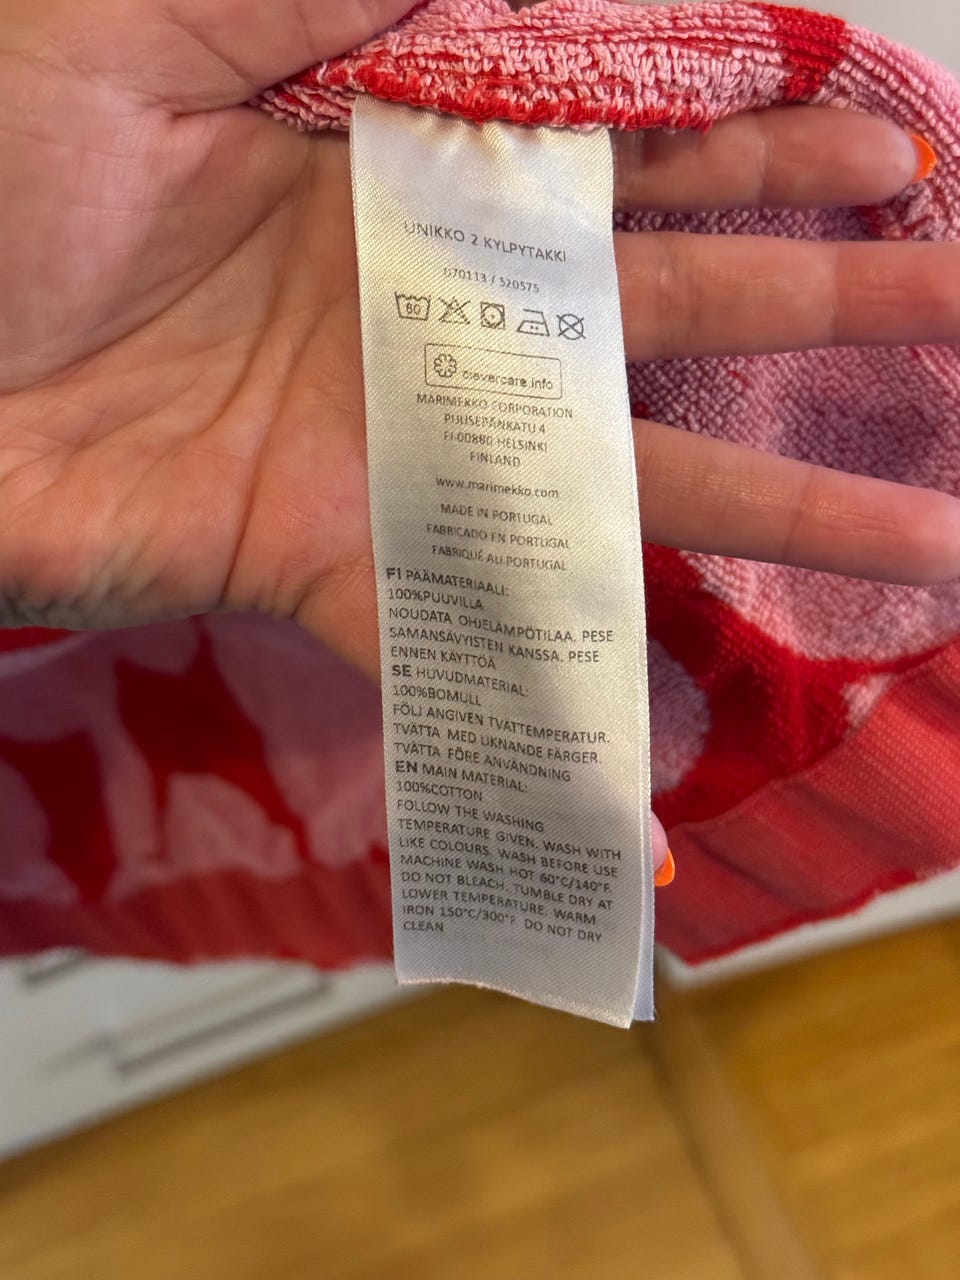 UNIKKO 2 KYLPYTAKKI
070113 / 520575
60
clevercare.info
MARIMEKKO CORPORATION
PUUSEPÄNKATU 4
FI-00880 HELSINKI
FINLAND
www.marimekko.com
MADE IN PORTUGAL
FABRICADO EN PORTUGAL
FABRIQUÉ AU PORTUGAL
FI PÄÄMATERIAALI:
100%PUUVILLA
NOUDATA OHJELÄMPÖTILAA. PESE
SAMANSÄVYISTEN KANSSA. PESE
ENNEN KÄYTTÖÄ
SE HUVUDMATERIAL:
100%BOMULL
FÖLJ ANGIVEN TVÄTTEMPERATUR.
TVÄTTA MED LIKNANDE FÄRGER.
TVÄTTA FÖRE ANVÄNDNING
EN MAIN MATERIAL:
100%COTTON
FOLLOW THE WASHING
TEMPERATURE GIVEN. WASH WITH
LIKE COLOURS. WASH BEFORE USE
MACHINE WASH HOT 60°C/140°F.
DO NOT BLEACH. TUMBLE DRY AT
LOWER TEMPERATURE. WARM
IRON 150°C/300°F. DO NOT DRY
CLEAN